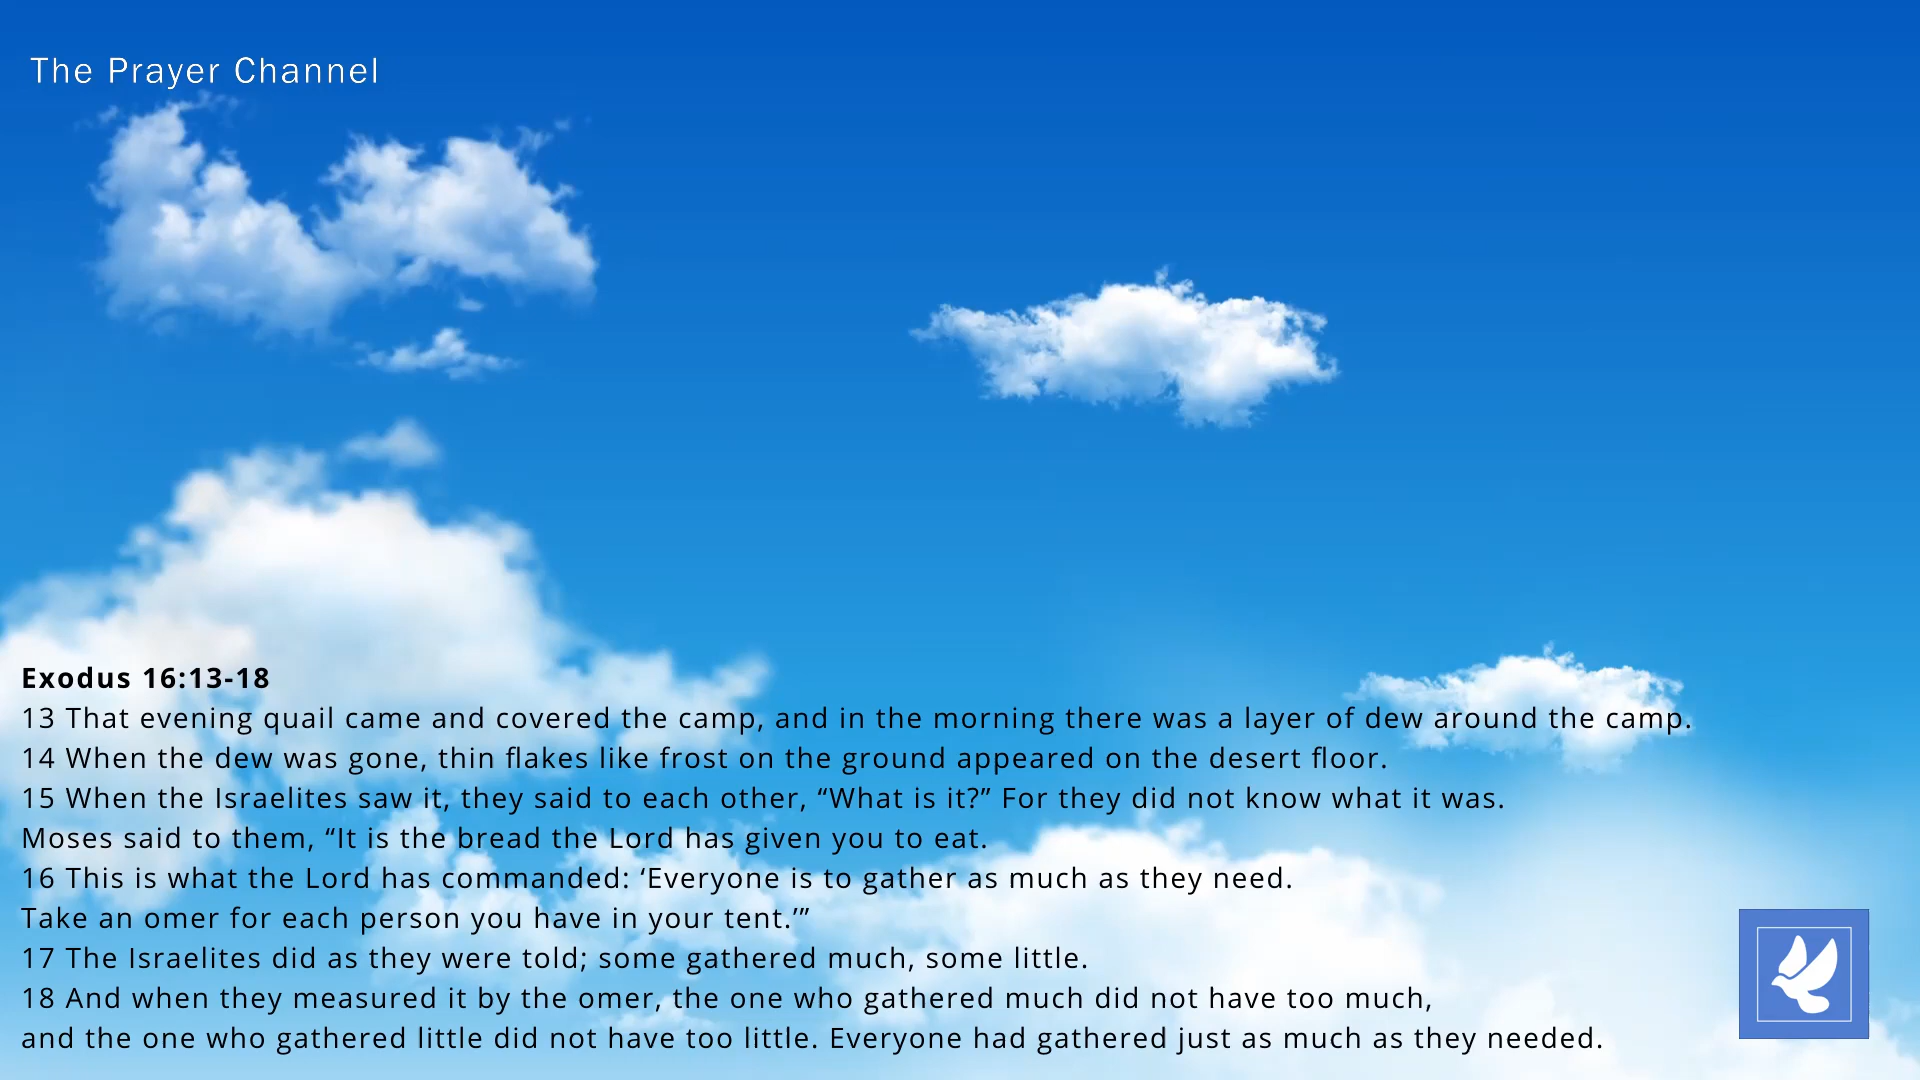 The Prayer Channel
Exodus 16:13-18
13 That evening quail came and covered the camp, and in the morning there was a layer of dew around the camp.
14 When the dew was gone, thin flakes like frost on the ground appeared on the desert floor.
15 When the Israelites saw it, they said to each other, “What is it?” For they did not know what it was.
Moses said to them, “It is the bread the Lord has given you to eat.
16 This is what the Lord has commanded: ‘Everyone is to gather as much as they need.
Take an omer for each person you have in your tent.’”
17 The Israelites did as they were told; some gathered much, some little.
18 And when they measured it by the omer, the one who gathered much did not have too much,
and the one who gathered little did not have too little. Everyone had gathered just as much as they needed.